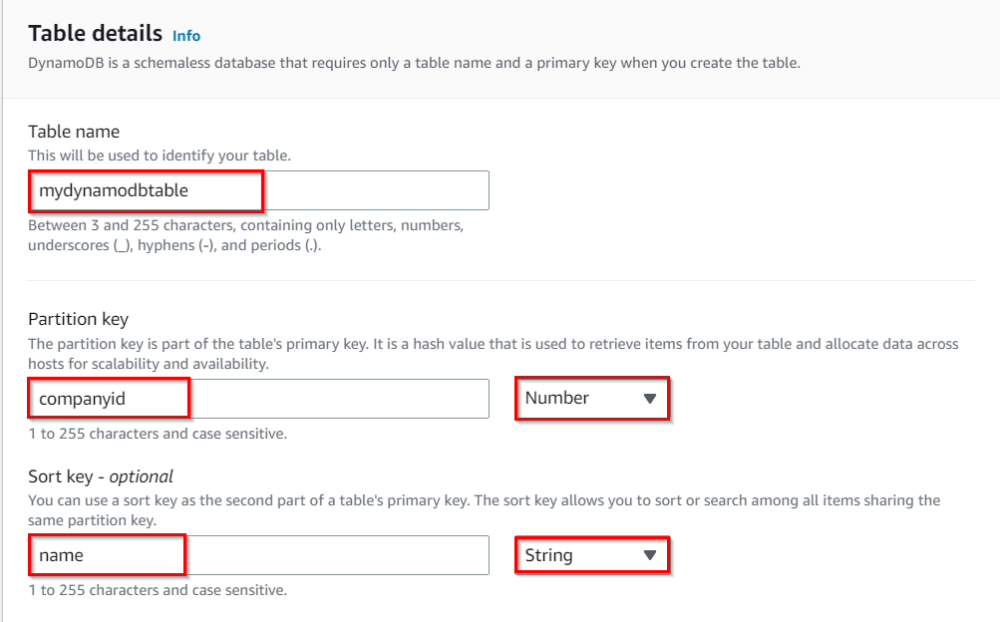 Table details Info
DynamoDB is a schemaless database that requires only a table name and a primary key when you create the table.
Table name
This will be used to identify your table.
mydynamodbtable
Between 3 and 255 characters, containing only letters, numbers,
underscores (_), hyphens (-), and periods (.).
Partition key
The partition key is part of the table's primary key. It is a hash value that is used to retrieve items from your table and allocate data across
hosts for scalability and availability.
companyid Number
1 to 255 characters and case sensitive.
Sort key - optional
You can use a sort key as the second part of a table's primary key. The sort key allows you to sort or search among all items sharing the
same partition key.
name String
1 to 255 characters and case sensitive.